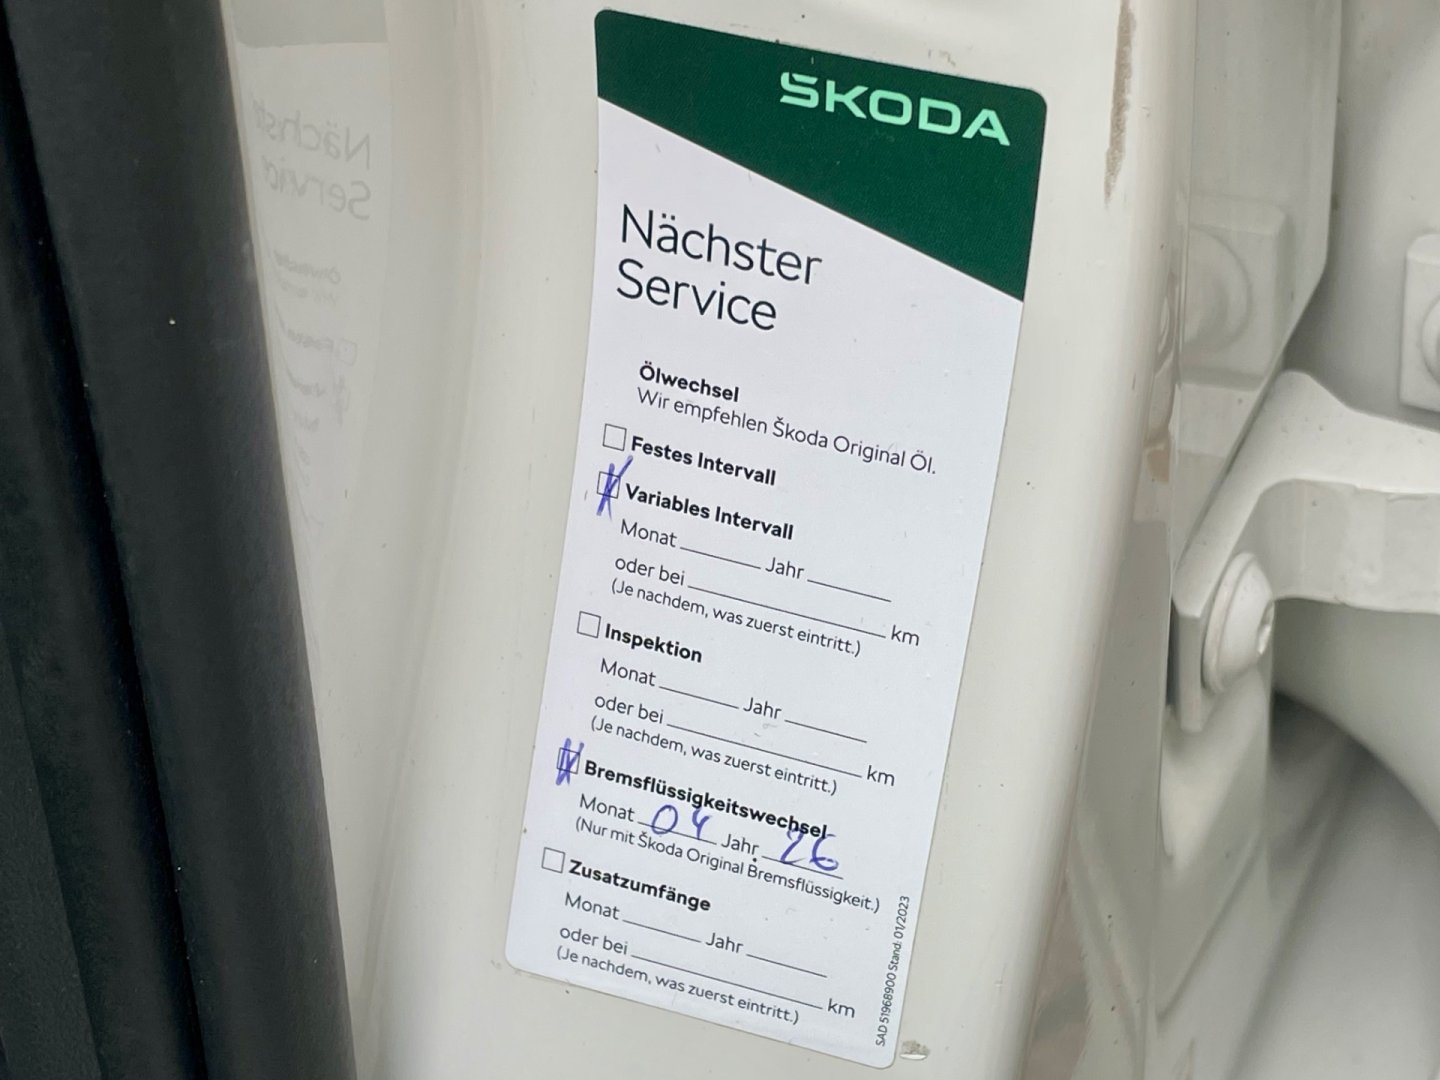 ŠKODA
Nächster
Service
Ölwechsel
Wir empfehlen Škoda Original Öl.
Festes Intervall
Variables Intervall
Monat Jahr
oder bei km
(Je nachdem, was zuerst eintritt.)
Inspektion
Monat Jahr
oder bei km
(Je nachdem, was zuerst eintritt.)
Bremsflüssigkeitswechsel
Monat 04 Jahr 26
(Nur mit Škoda Original Bremsflüssigkeit.)
Zusatzumfänge
Monat Jahr
oder bei km
(Je nachdem, was zuerst eintritt.)
SAD 51968900 Stand: 01/2023
Nächst
Servic